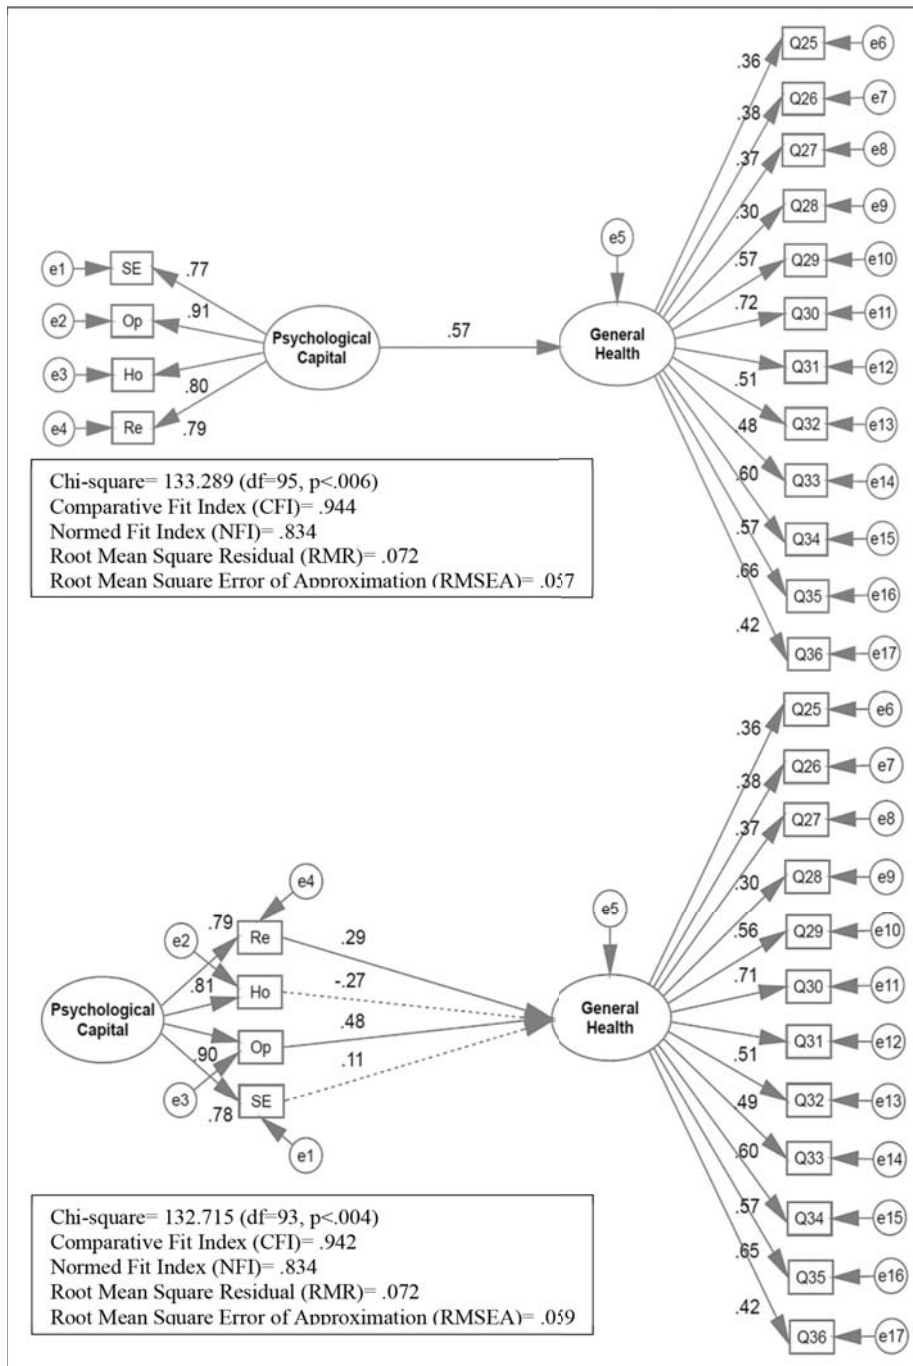 Q25 e6
.36
Q26 e7
.38
Q27 e8
.37
Q28 e9
.30
e5
Q29 e10
.57
e1 SE .77
Q30 e11
.72
e2 Op .91
Psychological
Capital
.57
General
Health
Q31 e12
.51
e3 Ho
.80
Q32 e13
.48
e4 Re .79
Q33 e14
.60
Q34 e15
.57
Q35 e16
.66
Q36 e17
.42
Chi-square= 133.289 (df=95, p<.006)
Comparative Fit Index (CFI)= .944
Normed Fit Index (NFI)= .834
Root Mean Square Residual (RMR)= .072
Root Mean Square Error of Approximation (RMSEA)= .057
Q25 e6
.36
Q26 e7
.38
Q27 e8
.37
Q28 e9
.30
e4
e5
Q29 e10
.56
.79
e2
Re .29
Q30 e11
.71
.81
Ho -.27
Psychological
Capital
General
Health
Q31 e12
.51
Op .48
.90
e3
SE .11
.78
e1
Q32 e13
.49
Q33 e14
.60
Q34 e15
.57
Q35 e16
.65
Q36 e17
.42
Chi-square= 132.715 (df=93, p<.004)
Comparative Fit Index (CFI)= .942
Normed Fit Index (NFI)= .834
Root Mean Square Residual (RMR)= .072
Root Mean Square Error of Approximation (RMSEA)= .059